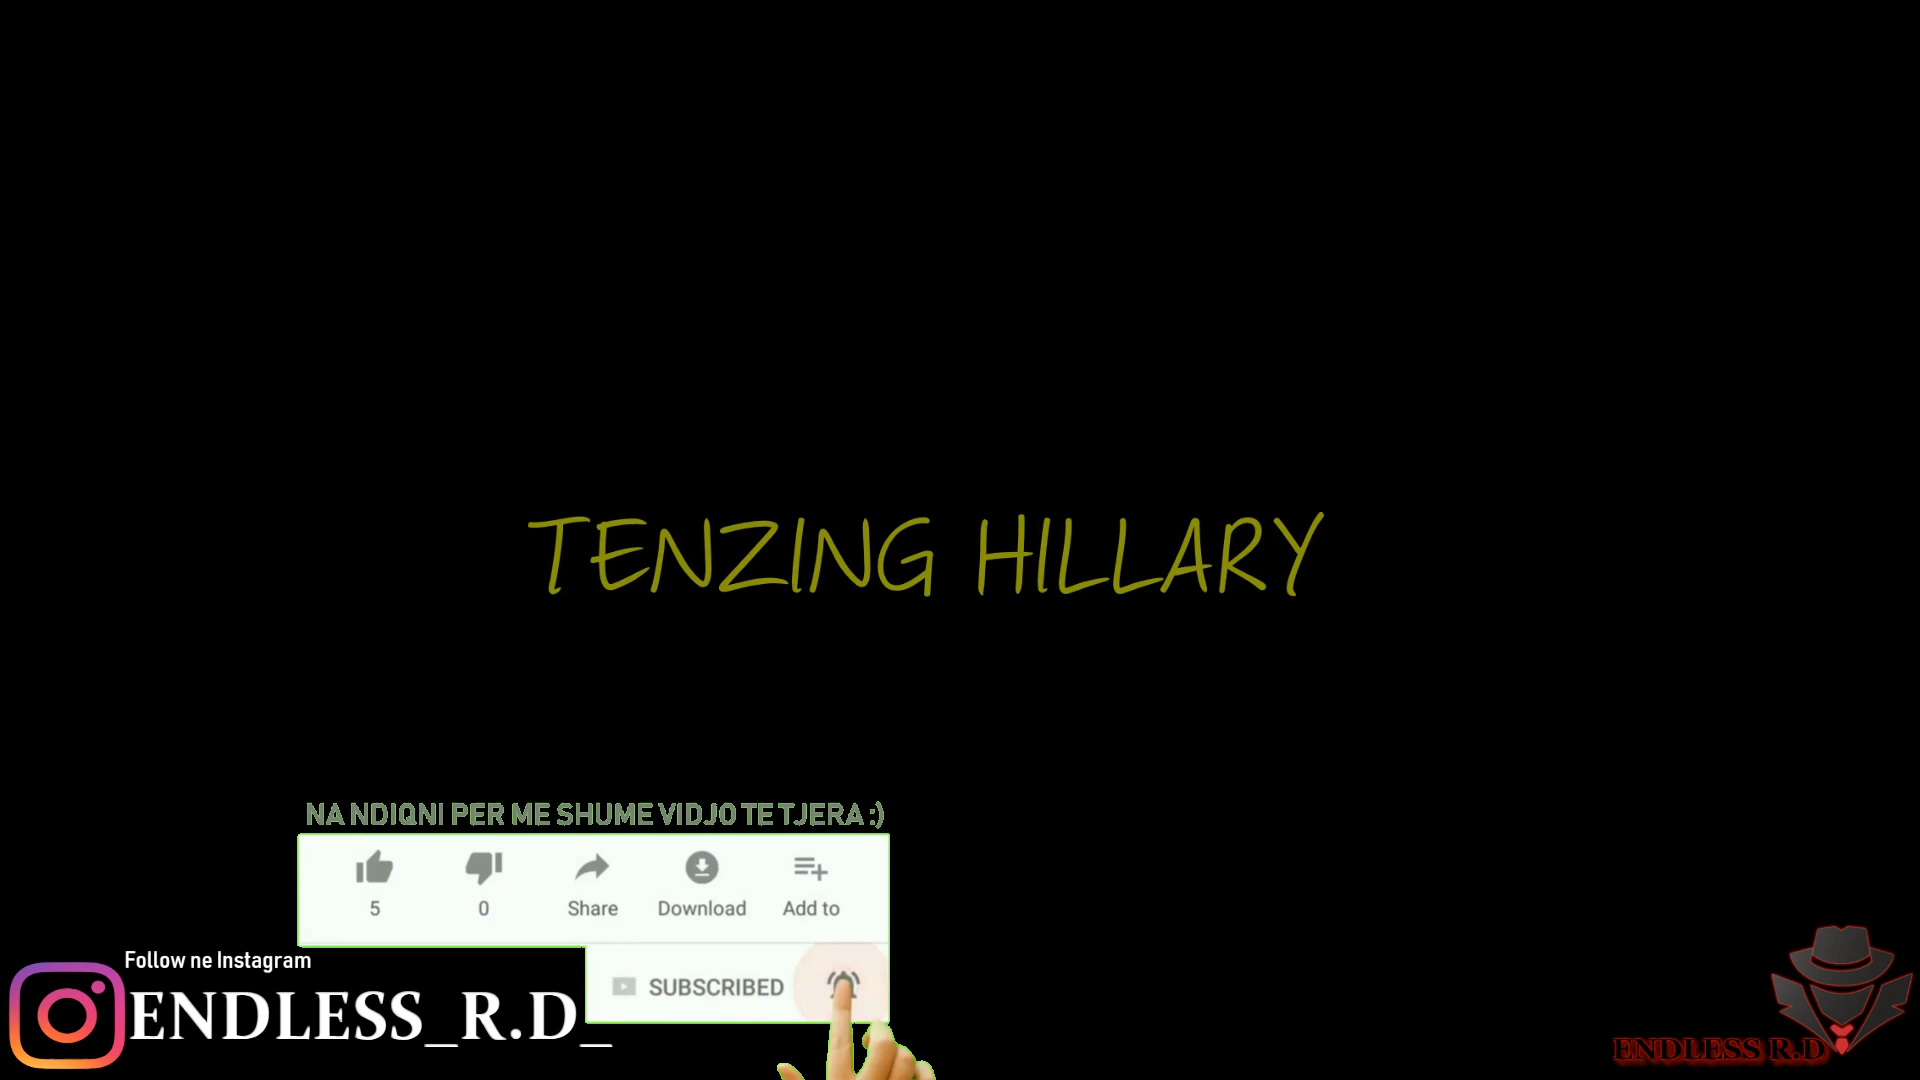 TENZING HILLARY
NA NDIQNI PER ME SHUME VIDJO TE TJERA :)
5 0 Share Download Add to
Follow ne Instagram
SUBSCRIBED
ENDLESS_R.D_
ENDLESS R.D